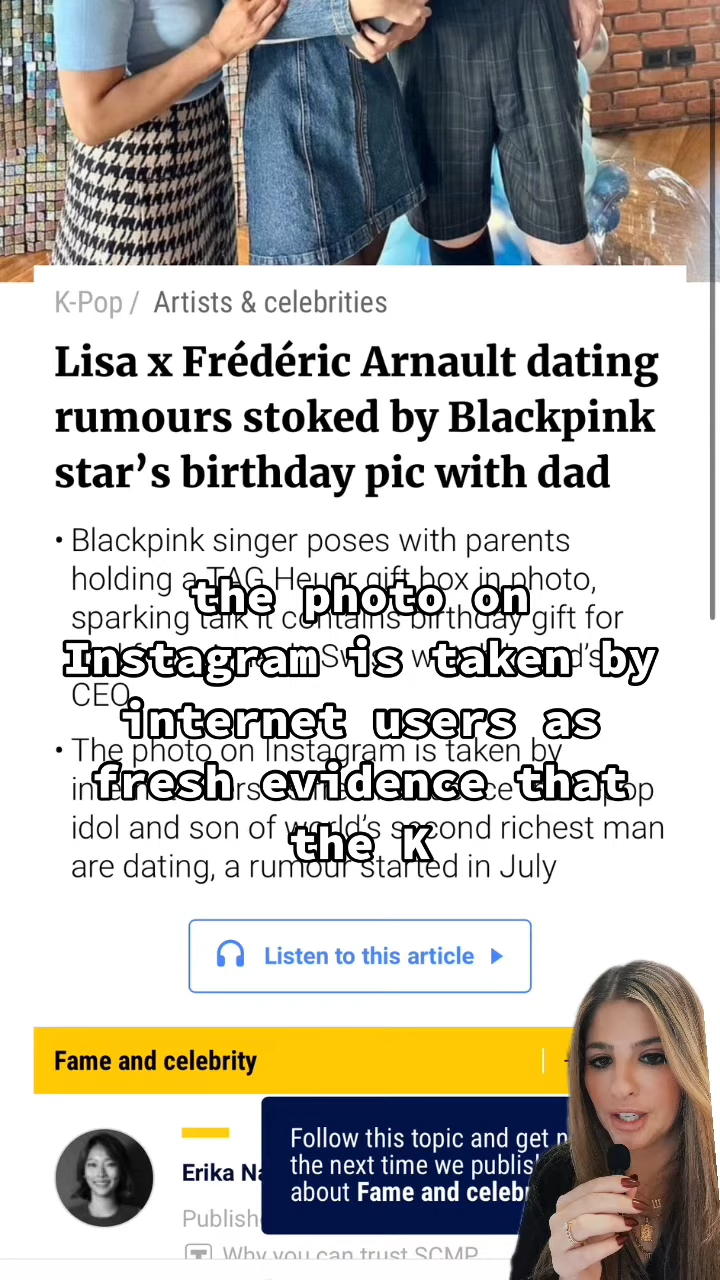 K-Pop / Artists & celebrities
Lisa x Frédéric Arnault dating
rumours stoked by Blackpink
star's birthday pic with dad
• Blackpink singer poses with parents
holding a TAG Heuer gift box in photo,
sparking talk it contains birthday gift for
CEO
• The photo on Instagram is taken by
idol and son of world's second richest man
are dating, a rumour started in July
the photo on
Instagram is taken by
internet users as
fresh evidence that
the K
Listen to this article
Fame and celebrity
Erika
Follow this topic and get
the next time we
about Fame and
Why you can trust SCMP